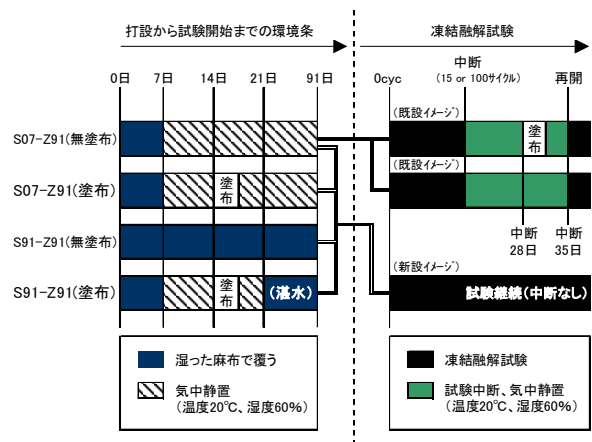 打設から試験開始までの環境条
凍結融解試験
0日 7日 14日 21日 91日
0cyc
中断
(15 or 100サイクル)
再開
S07-Z91(無塗布)
(既設イメージ)
塗布
S07-Z91(塗布)
塗布
(既設イメージ)
S91-Z91(無塗布)
中断
28日
中断
35日
S91-Z91(塗布)
塗布
(湛水)
(新設イメージ)
試験継続(中断なし)
湿った麻布で覆う
気中静置
(温度20℃、湿度60%)
凍結融解試験
試験中断、気中静置
(温度20℃、湿度60%)